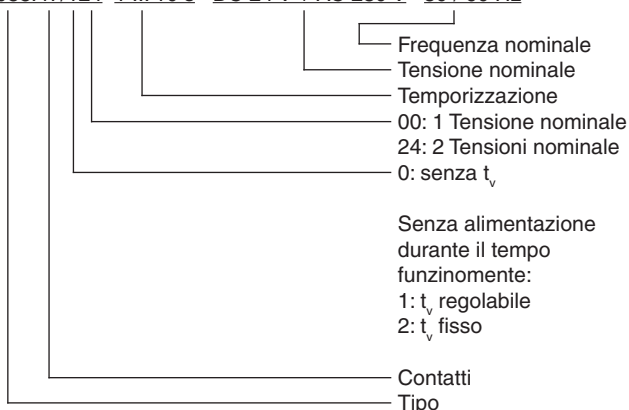 Frequenza nominale
Tensione nominale
Temporizzazione
00: 1 Tensione nominale
24: 2 Tensioni nominale
0: senza tv
Senza alimentazione
durante il tempo
funzinomente:
1: tv regolabile
2: tv fisso
Contatti
Tipo